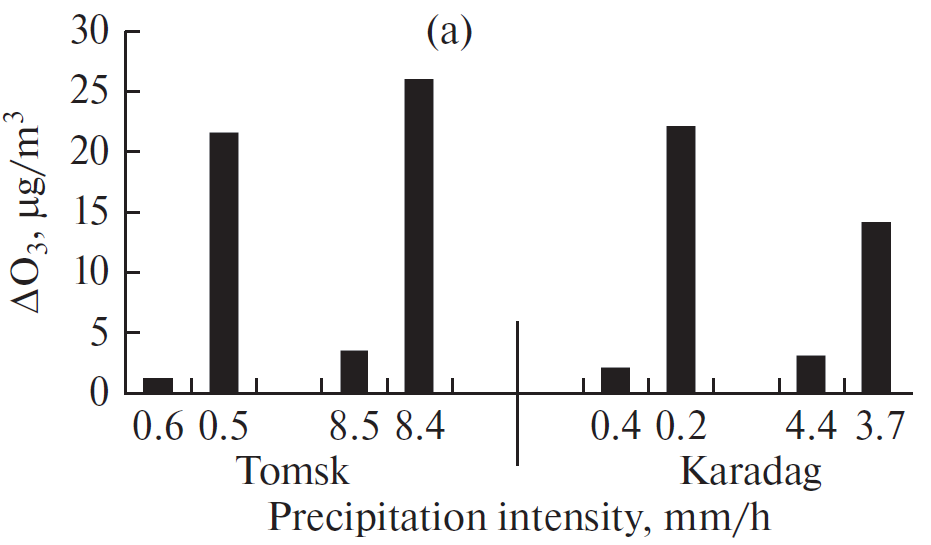 (a)
30
25
20
15
10
5
0
ΔO₃, μg/m³
0.6 0.5 8.5 8.4 0.4 0.2 4.4 3.7
Tomsk Karadag
Precipitation intensity, mm/h